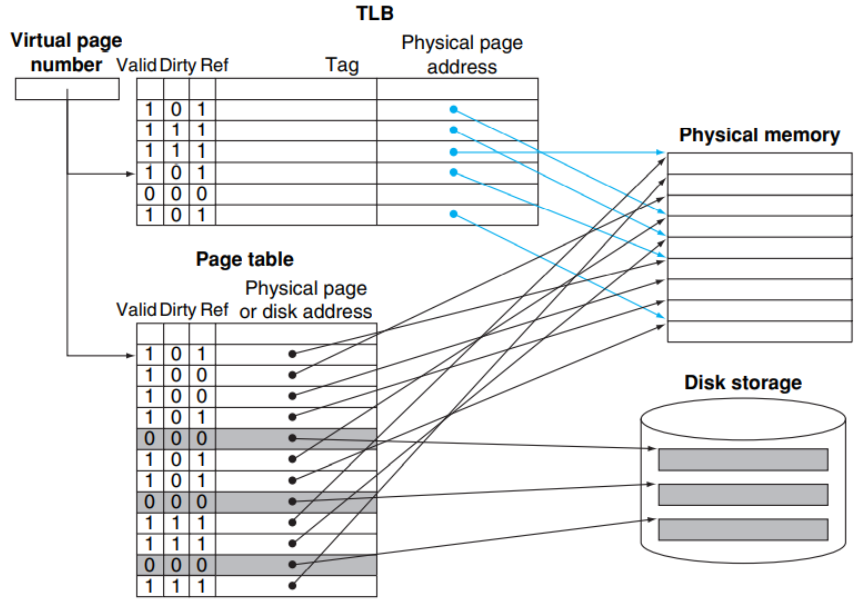 TLB
Virtual page
number
Valid Dirty Ref
Tag
Physical page
address
1 0 1
1 1 1
1 1 1
1 0 1
0 0 0
1 0 1
Physical memory
Page table
Valid Dirty Ref
Physical page
or disk address
1 0 1
1 0 0
1 0 0
1 0 1
0 0 0
1 0 1
1 0 1
0 0 0
1 1 1
1 1 1
0 0 0
1 1 1
Disk storage